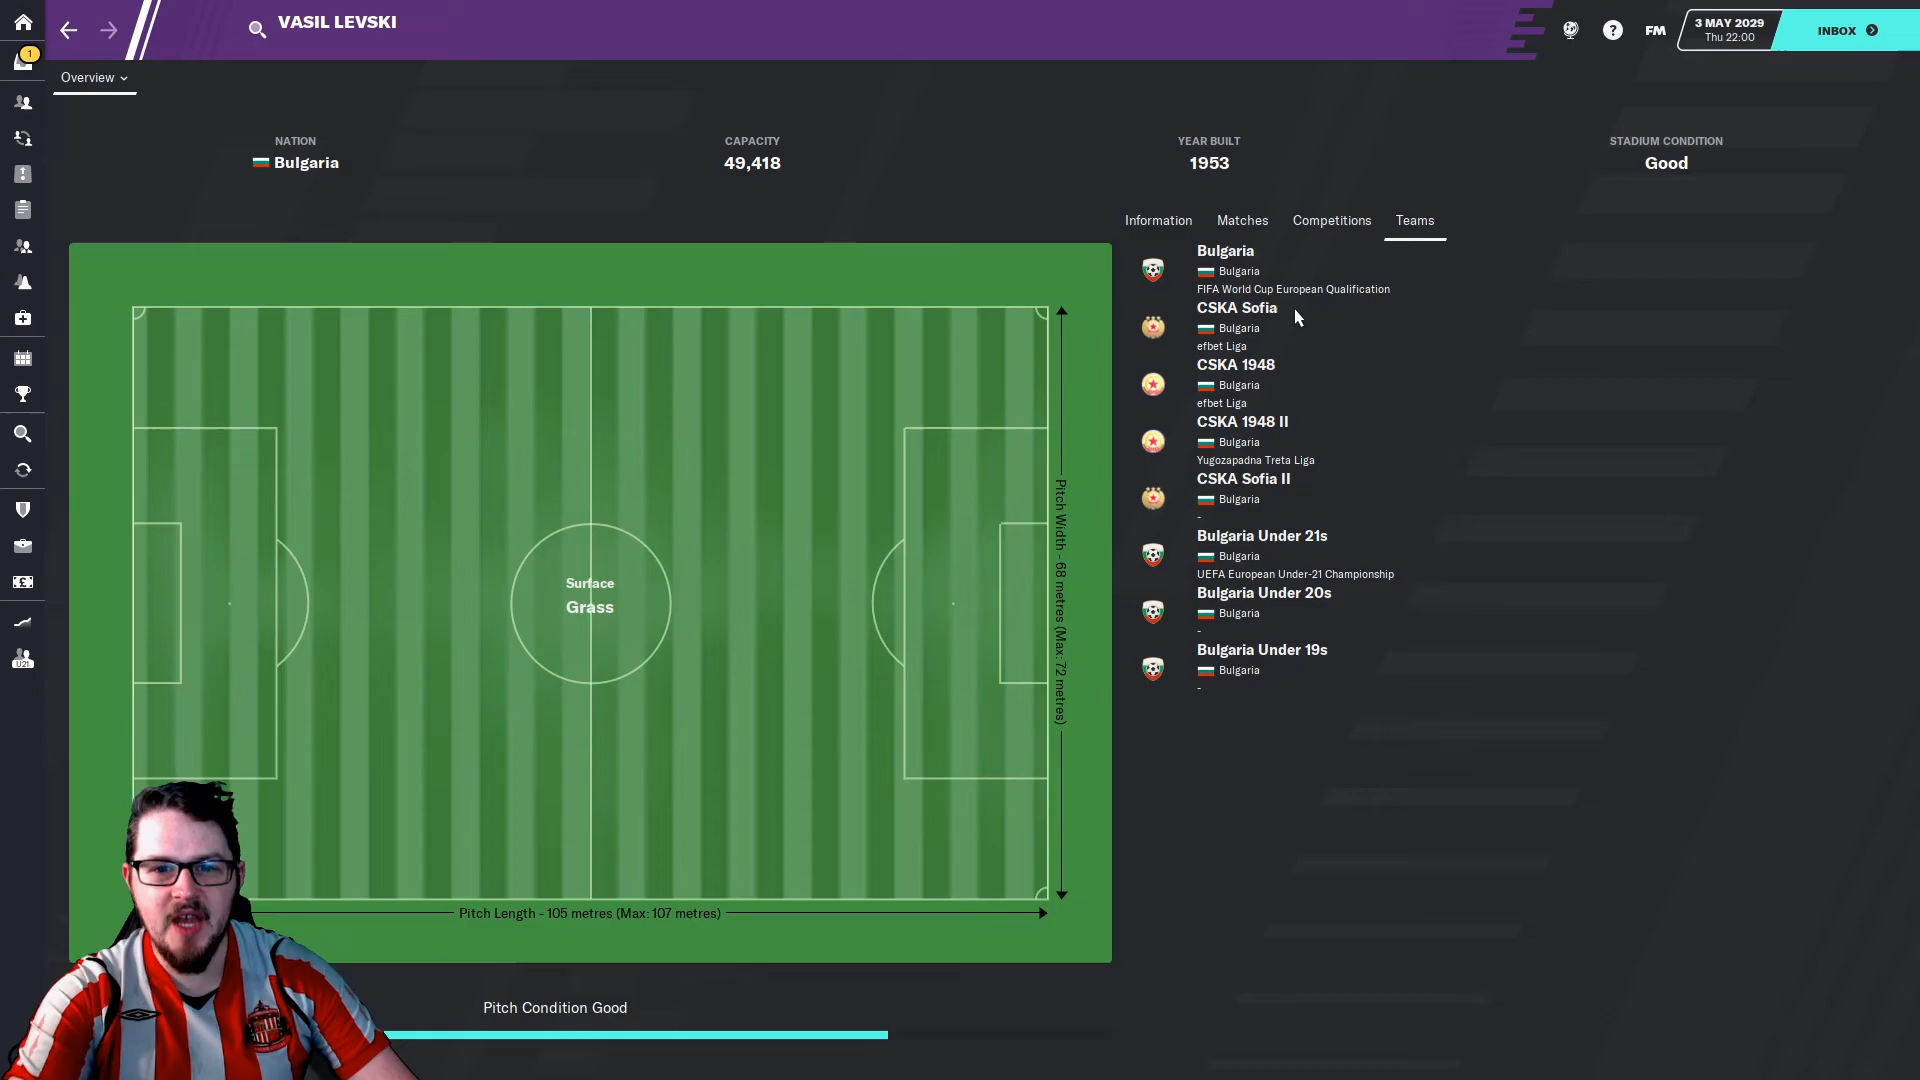 VASIL LEVSKI
FM
3 MAY 2029
Thu 22:00
INBOX
1
Overview
NATION
Bulgaria
CAPACITY
49,418
YEAR BUILT
1953
STADIUM CONDITION
Good
Information Matches Competitions Teams
Bulgaria
Bulgaria
FIFA World Cup European Qualification
CSKA Sofia
Bulgaria
efbet Liga
CSKA 1948
Bulgaria
efbet Liga
CSKA 1948 II
Bulgaria
Yugozapadna Treta Liga
CSKA Sofia II
Bulgaria
-
Bulgaria Under 21s
Bulgaria
UEFA European Under-21 Championship
Bulgaria Under 20s
Bulgaria
-
Bulgaria Under 19s
Bulgaria
-
Surface
Grass
Pitch Width - 68 metres (Max: 72 metres)
Pitch Length - 105 metres (Max: 107 metres)
Pitch Condition Good
U21